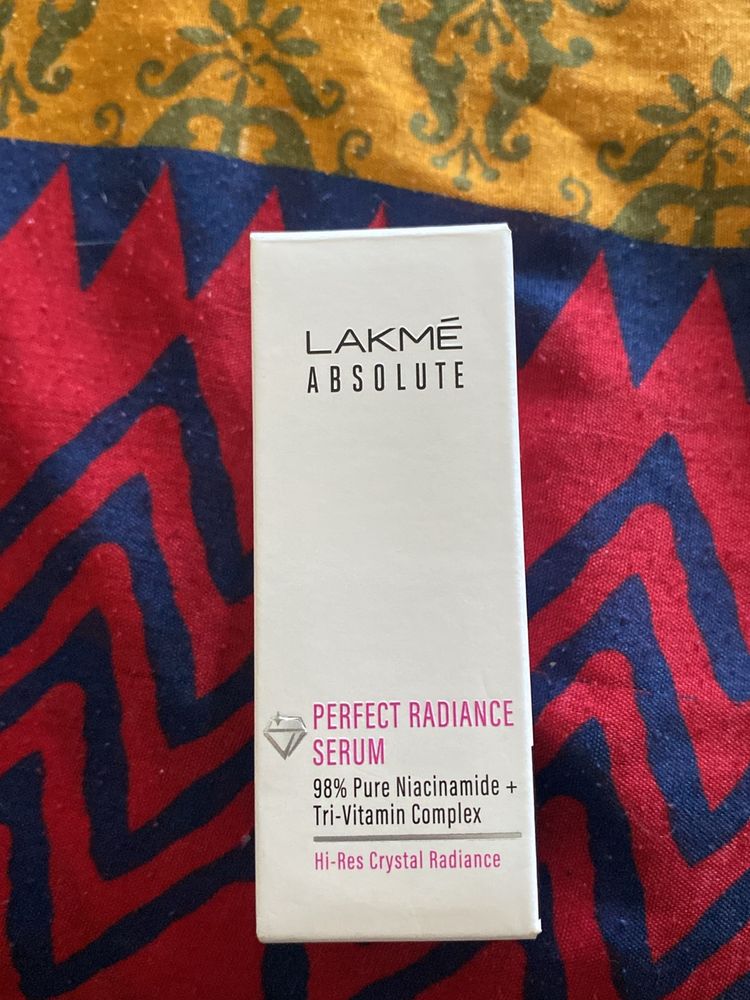 LAKMÉ
ABSOLUTE
PERFECT RADIANCE
SERUM
98% Pure Niacinamide +
Tri-Vitamin Complex
Hi-Res Crystal Radiance